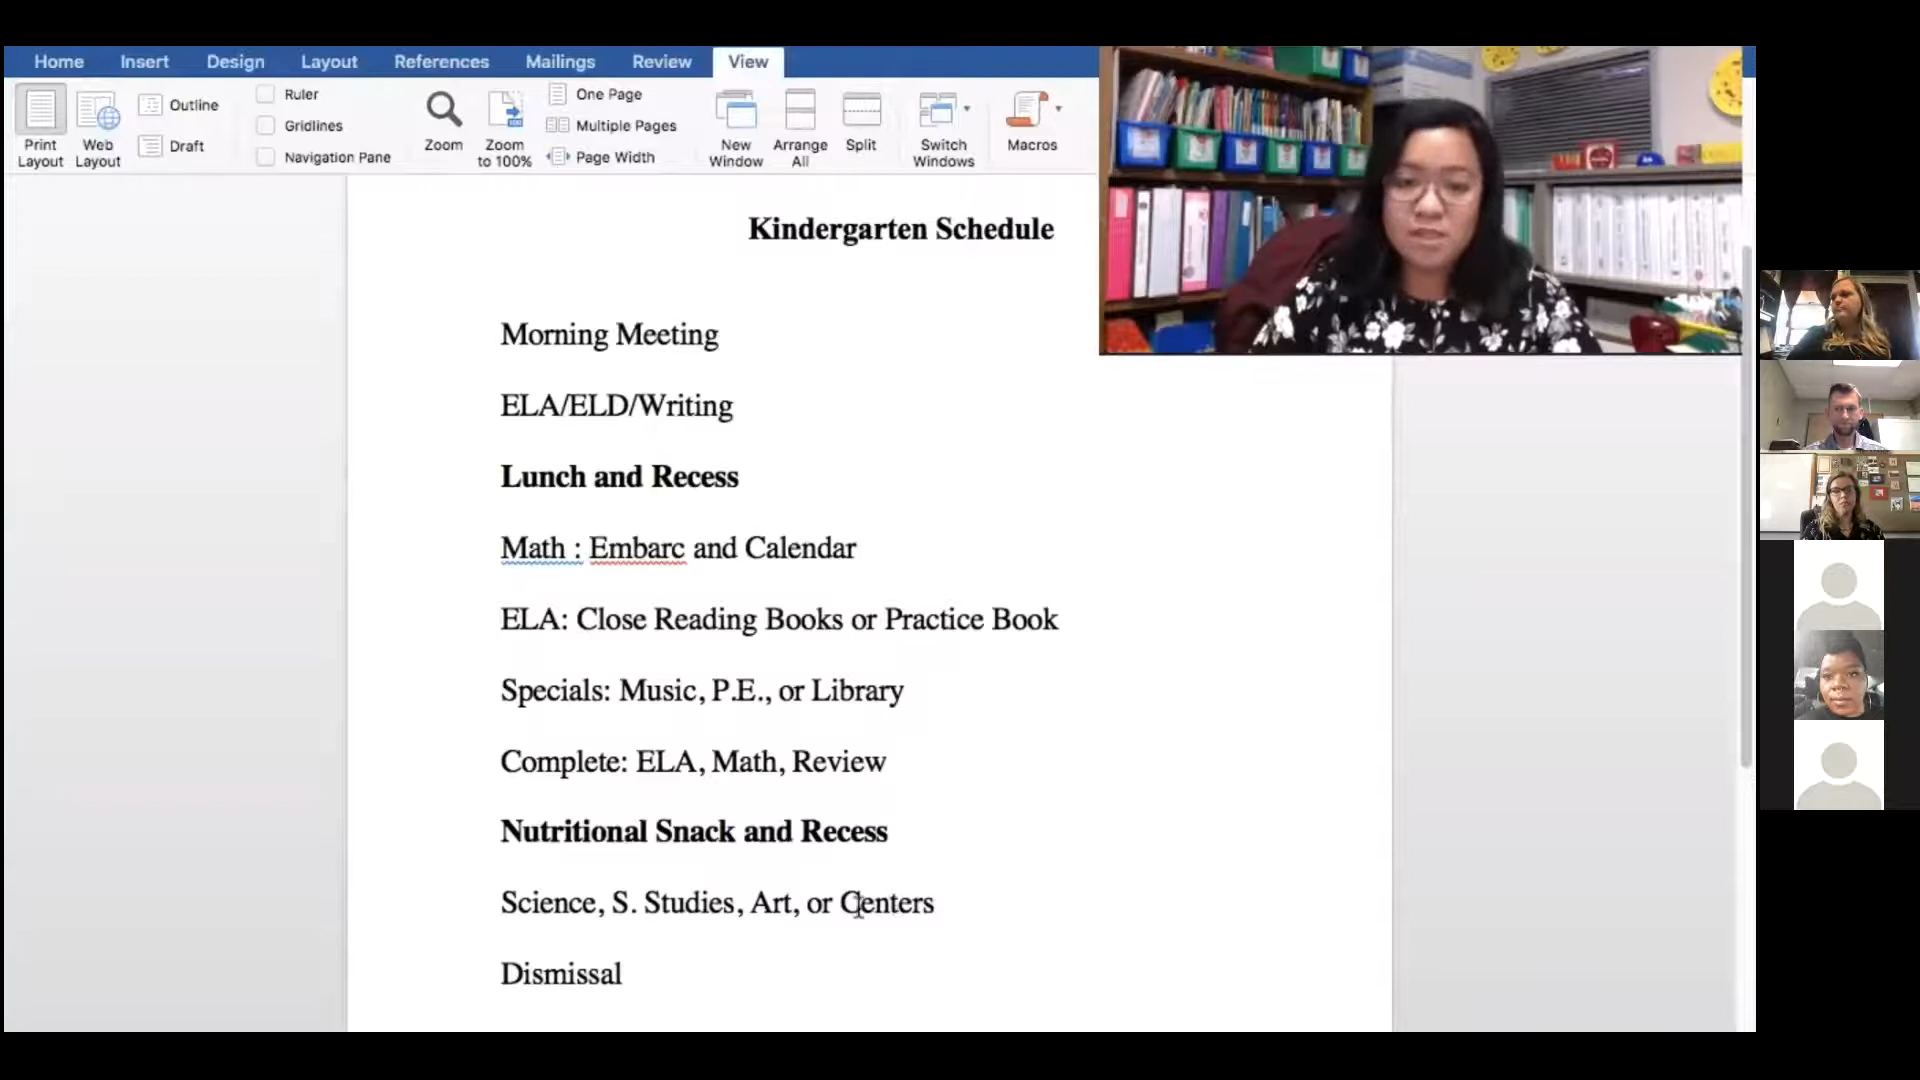 Home Insert Design Layout References Mailings Review View
Print Layout
Web Layout
Outline
Draft
Ruler
Gridlines
Navigation Pane
Zoom
Zoom to 100%
One Page
Multiple Pages
Page Width
New Window
Arrange All
Split
Switch Windows
Macros
Kindergarten Schedule
Morning Meeting
ELA/ELD/Writing
Lunch and Recess
Math : Embarc and Calendar
ELA: Close Reading Books or Practice Book
Specials: Music, P.E., or Library
Complete: ELA, Math, Review
Nutritional Snack and Recess
Science, S. Studies, Art, or Centers
Dismissal